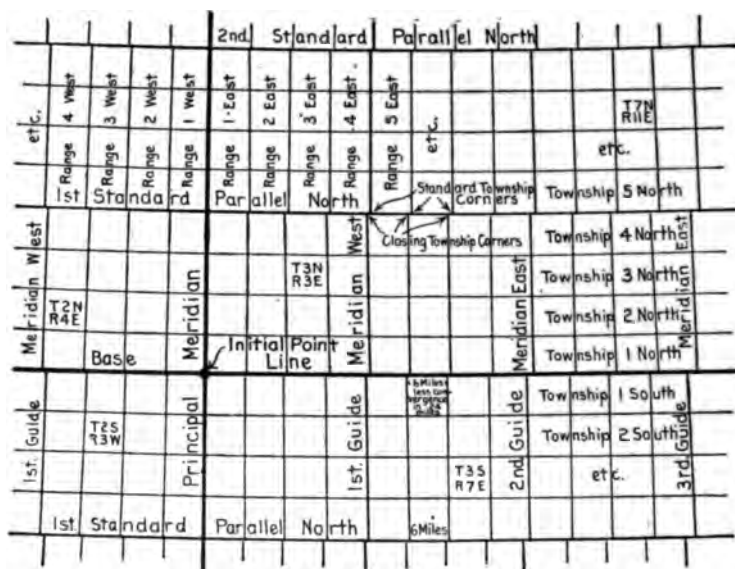 2nd. Standard Parallel North
etc.
Range 4 West
Range 3 West
Range 2 West
Range 1 West
Range 1 East
Range 2 East
Range 3 East
Range 4 East
Range 5 East
etc.
T7N
R11E
etc.
1st Standard Parallel North
Standard Township
Corners
Township 5 North
Closing Township Corners
Township 4 North
T3N
R3E
Township 3 North
T2N
R4E
Township 2 North
Initial Point
Base Line
Township 1 North
1st. Guide Meridian West
Principal Meridian
1st. Guide Meridian West
2nd Guide Meridian East
3rd. Guide Meridian East
6 Miles
less con
vergence
Township 1 South
T2S
R3W
Township 2 South
T3S
R7E
etc.
1st Standard Parallel North
6 Miles